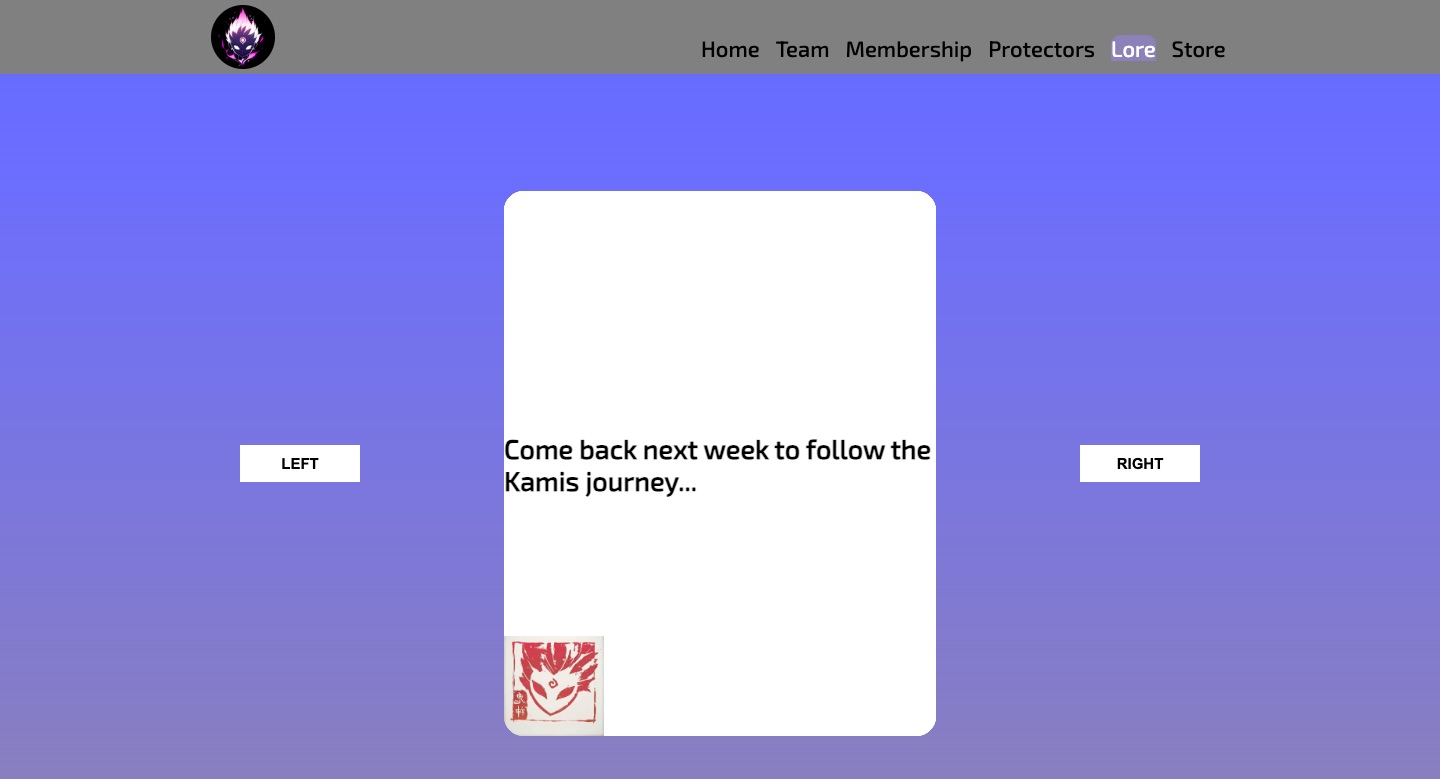 Home Team Membership Protectors Lore Store
Come back next week to follow the
Kamis journey...
LEFT
RIGHT